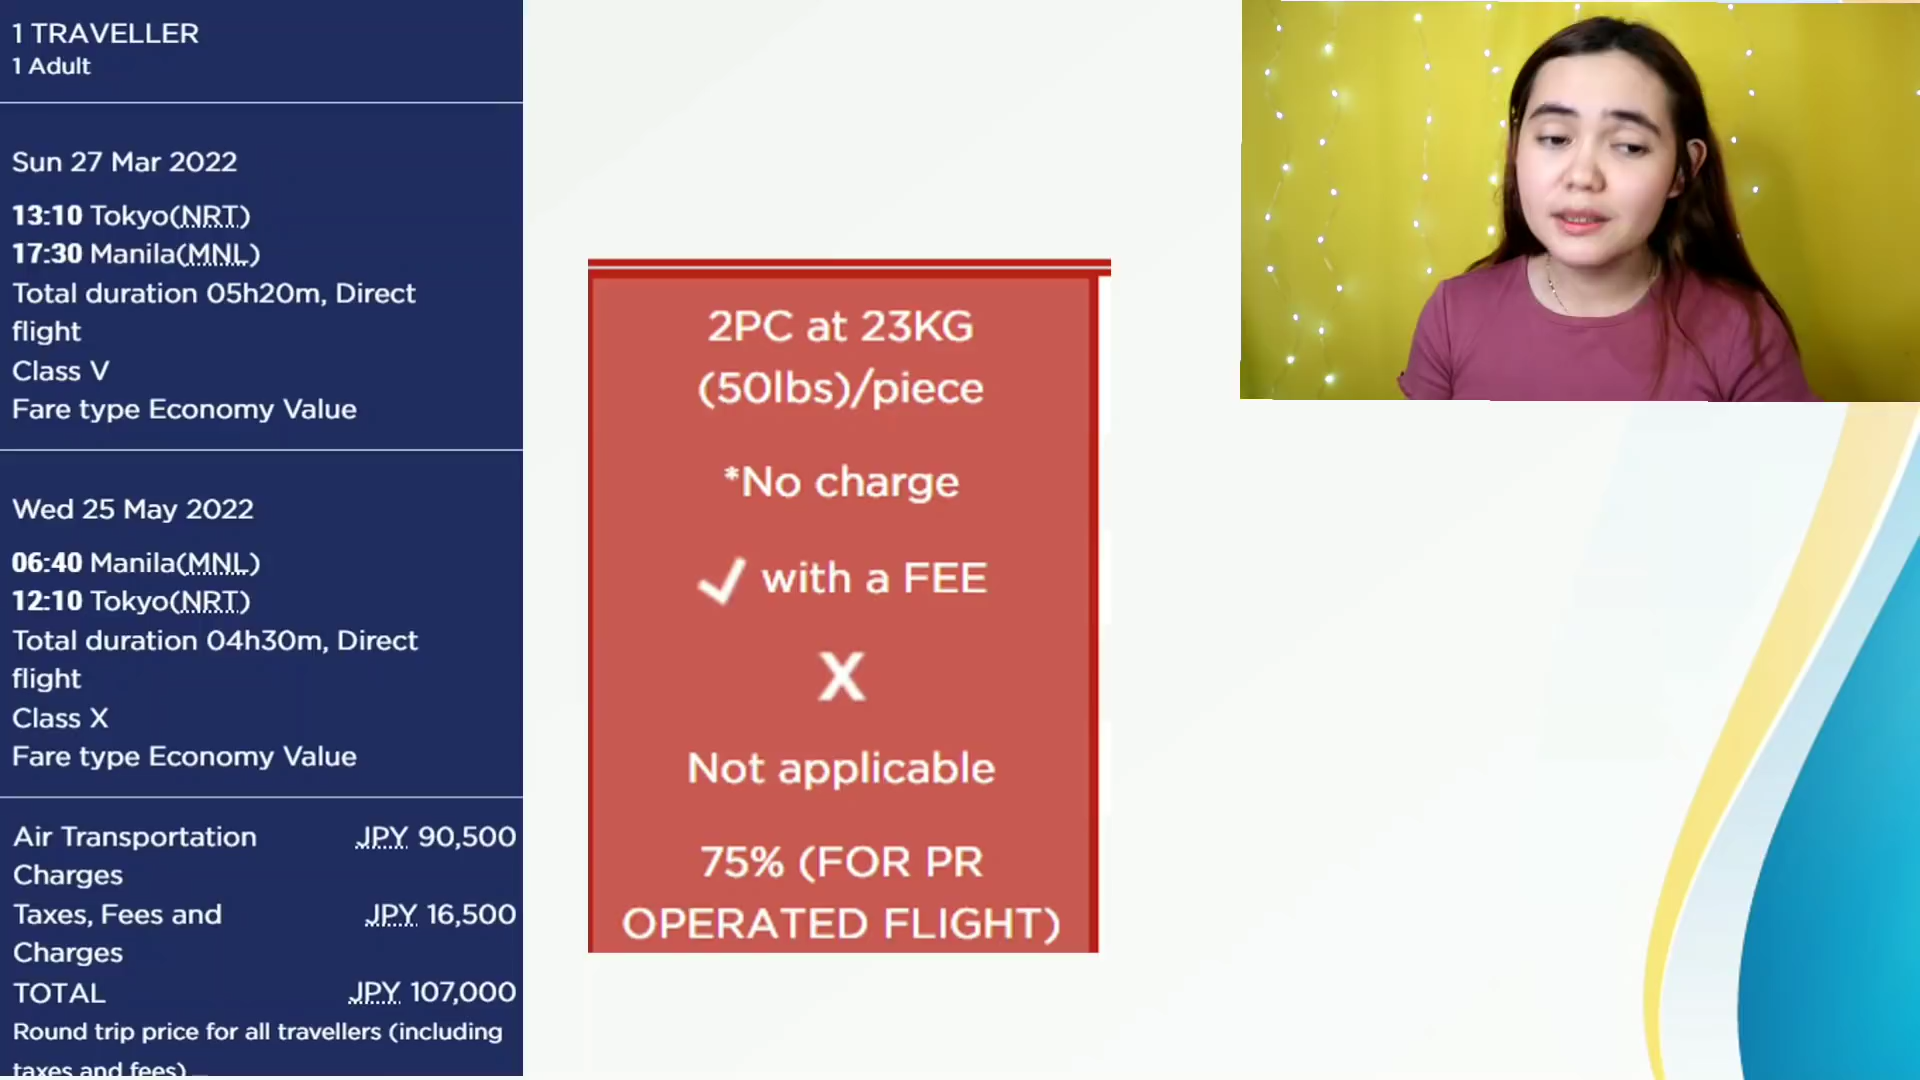 1 TRAVELLER
1 Adult
Sun 27 Mar 2022
13:10 Tokyo(NRT)
17:30 Manila(MNL)
Total duration 05h20m, Direct
flight
Class V
Fare type Economy Value
Wed 25 May 2022
06:40 Manila(MNL)
12:10 Tokyo(NRT)
Total duration 04h30m, Direct
flight
Class X
Fare type Economy Value
Air Transportation JPY 90,500
Charges
Taxes, Fees and JPY 16,500
Charges
TOTAL JPY 107,000
Round trip price for all travellers (including
taxes and fees)
2PC at 23KG
(50lbs)/piece
*No charge
✓ with a FEE
X
Not applicable
75% (FOR PR
OPERATED FLIGHT)